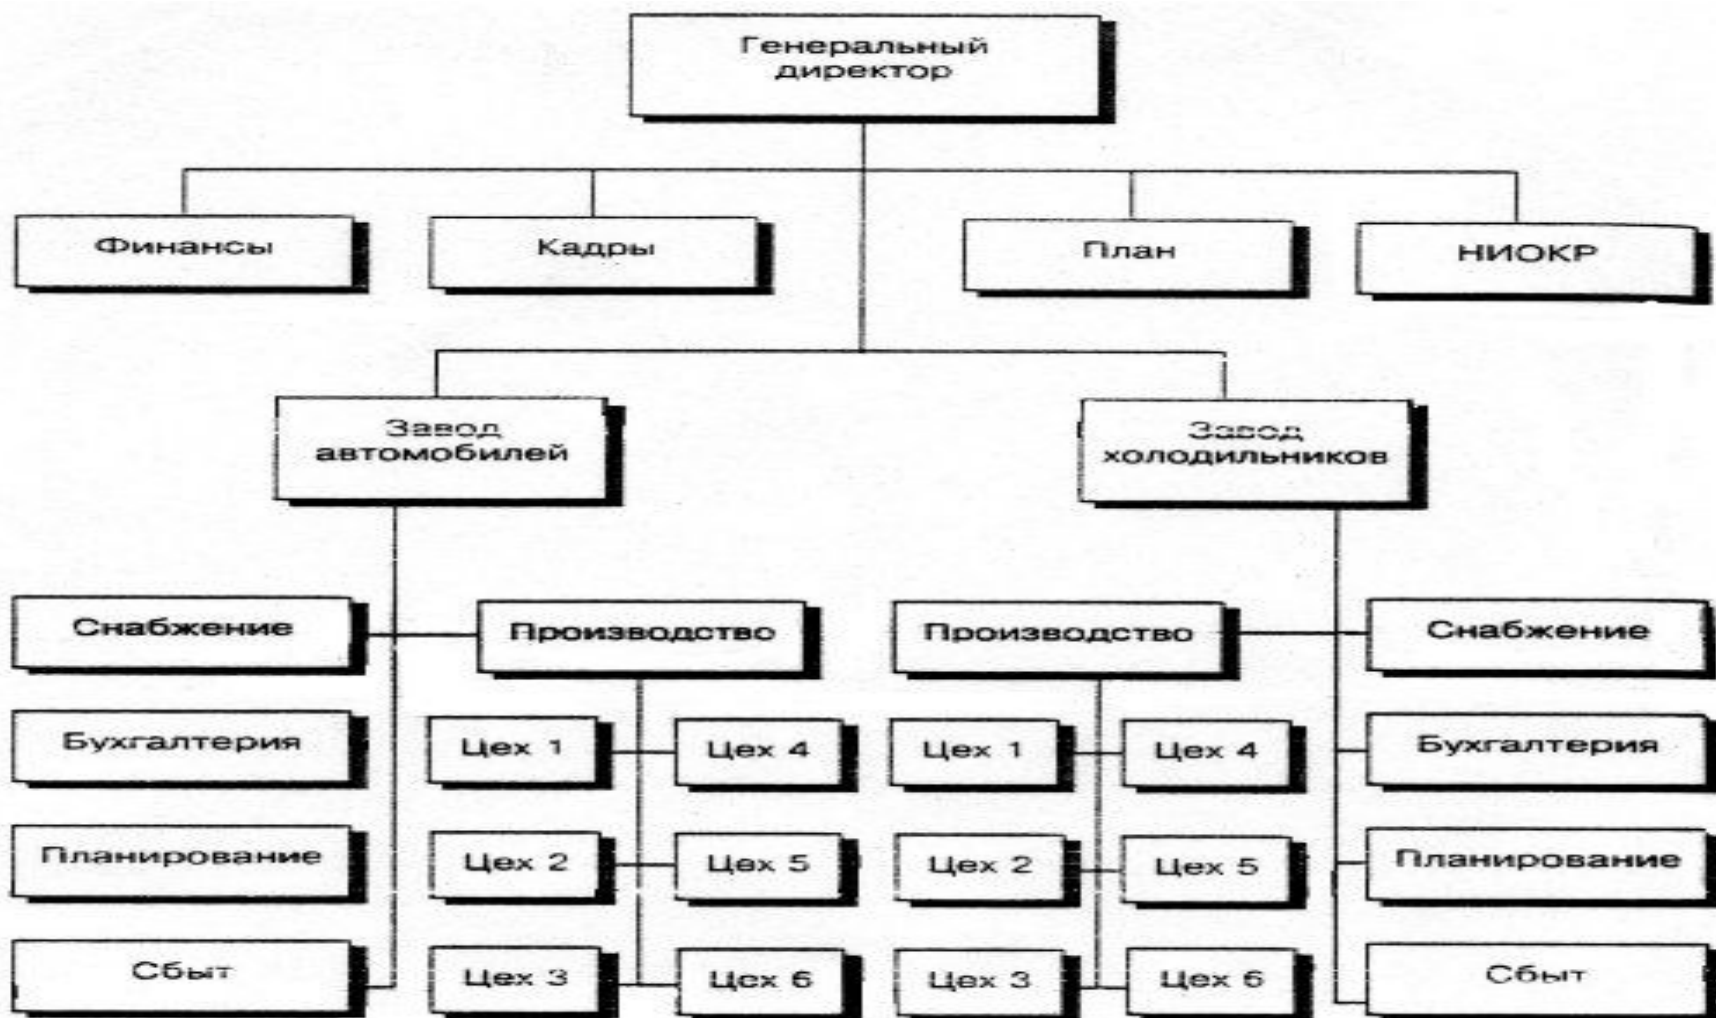 Генеральный
директор
Финансы
Кадры
План
НИОКР
Завод
автомобилей
Завод
холодильников
Снабжение
Производство
Производство
Снабжение
Бухгалтерия
Цех 1
Цех 4
Цех 1
Цех 4
Бухгалтерия
Планирование
Цех 2
Цех 5
Цех 2
Цех 5
Планирование
Сбыт
Цех 3
Цех 6
Цех 3
Цех 6
Сбыт